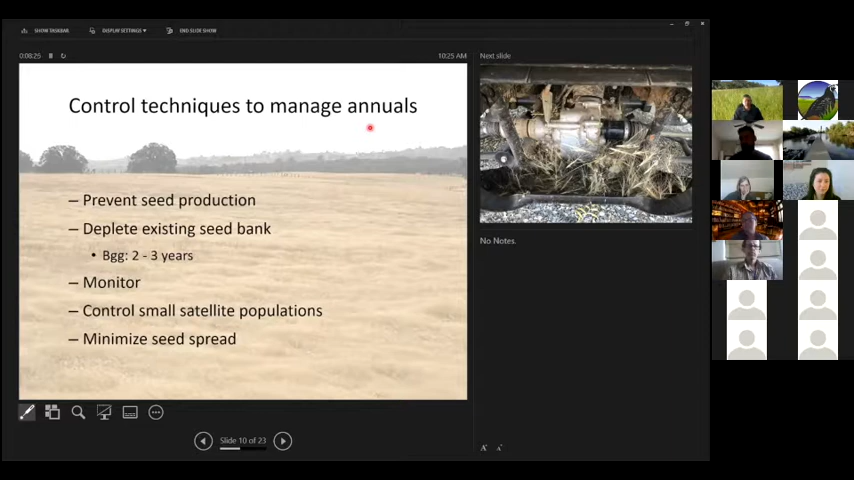 SHOW TASKBAR
DISPLAY SETTINGS
END SLIDE SHOW
0:08:25
10:25 AM
Next slide
Control techniques to manage annuals
– Prevent seed production
– Deplete existing seed bank
• Bgg: 2 - 3 years
– Monitor
– Control small satellite populations
– Minimize seed spread
No Notes.
Slide 10 of 23
A A